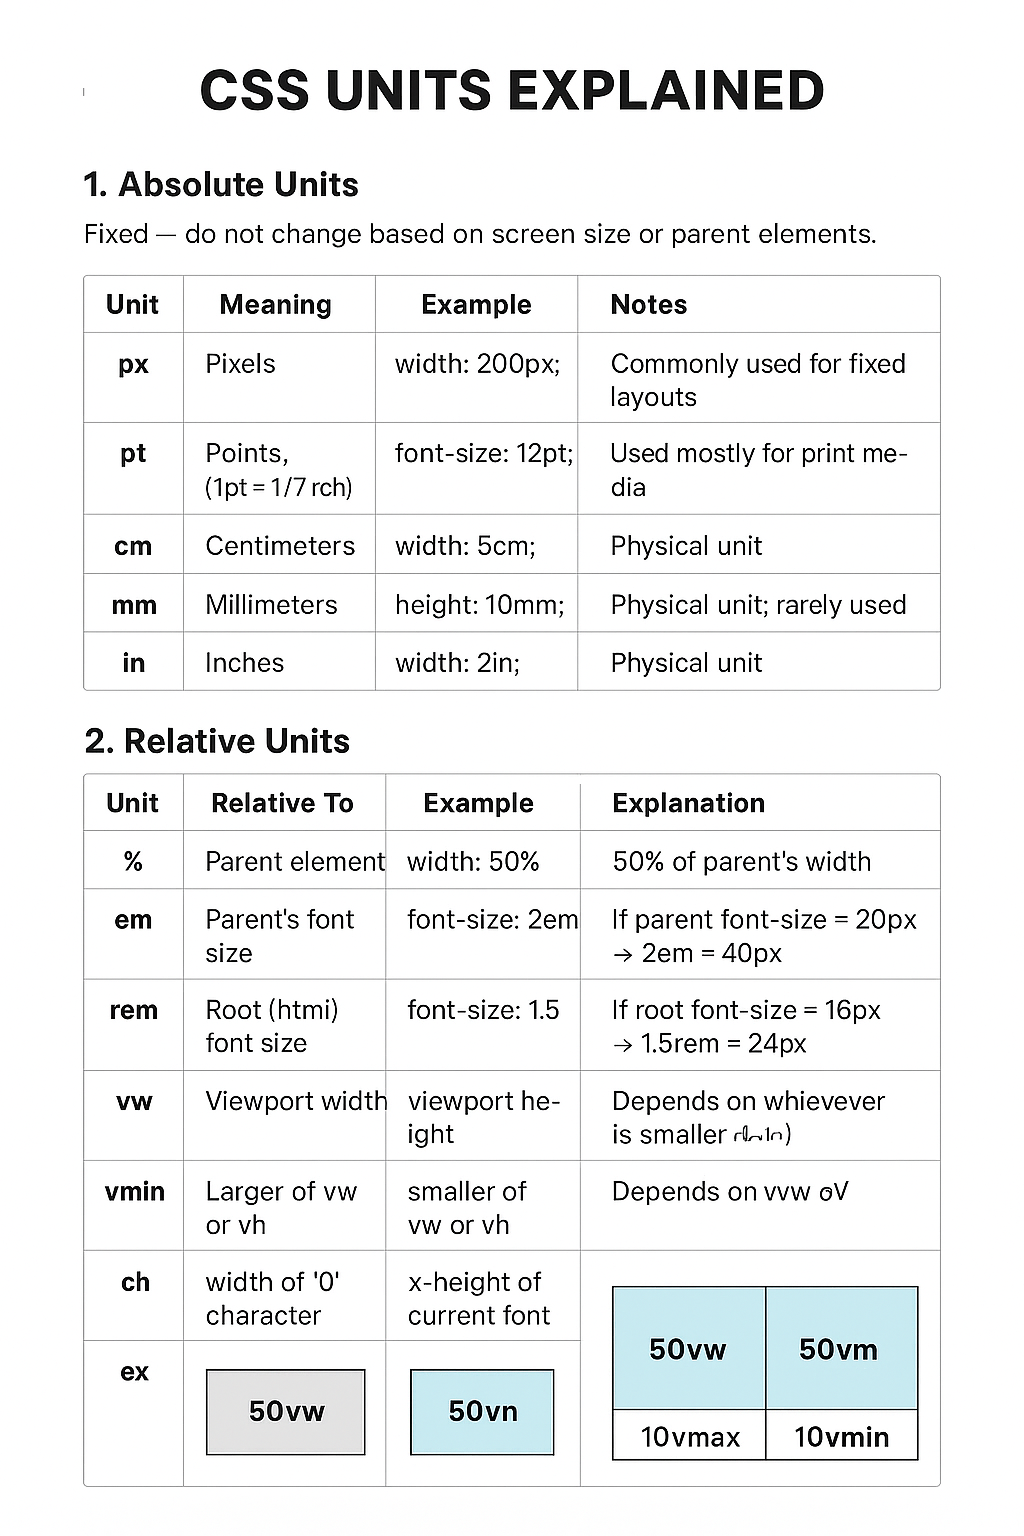 CSS UNITS EXPLAINED
1. Absolute Units
Fixed — do not change based on screen size or parent elements.
Unit Meaning Example Notes
px Pixels width: 200px; Commonly used for fixed
layouts
pt Points, font-size: 12pt; Used mostly for print me-
(1pt = 1/7 rch) dia
cm Centimeters width: 5cm; Physical unit
mm Millimeters height: 10mm; Physical unit; rarely used
in Inches width: 2in; Physical unit
2. Relative Units
Unit Relative To Example Explanation
% Parent element width: 50% 50% of parent's width
em Parent's font font-size: 2em If parent font-size = 20px
size → 2em = 40px
rem Root (htmi) font-size: 1.5 If root font-size = 16px
font size → 1.5rem = 24px
vw Viewport width viewport he- Depends on whievever
ight is smaller
vmin Larger of vw smaller of Depends on vvw oV
or vh vw or vh
ch width of '0' x-height of
character current font
50vw 50vm
ex
50vw 50vn
10vmax 10vmin